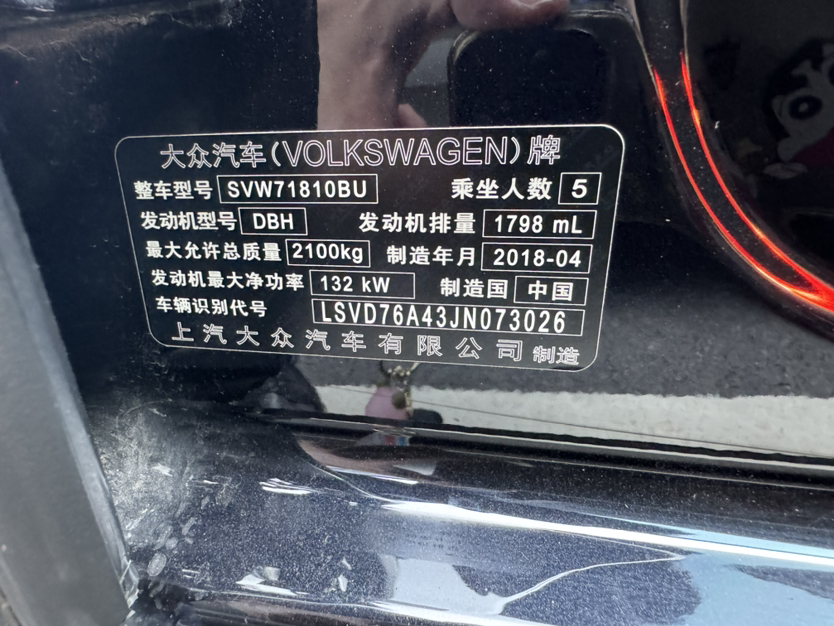 大众汽车(VOLKSWAGEN)牌
整车型号 SVW71810BU 乘坐人数 5
发动机型号 DBH 发动机排量 1798 mL
最大允许总质量 2100kg 制造年月 2018-04
发动机最大净功率 132 kW 制造国 中国
车辆识别代号 LSVD76A43JN073026
上汽大众汽车有限公司 制造